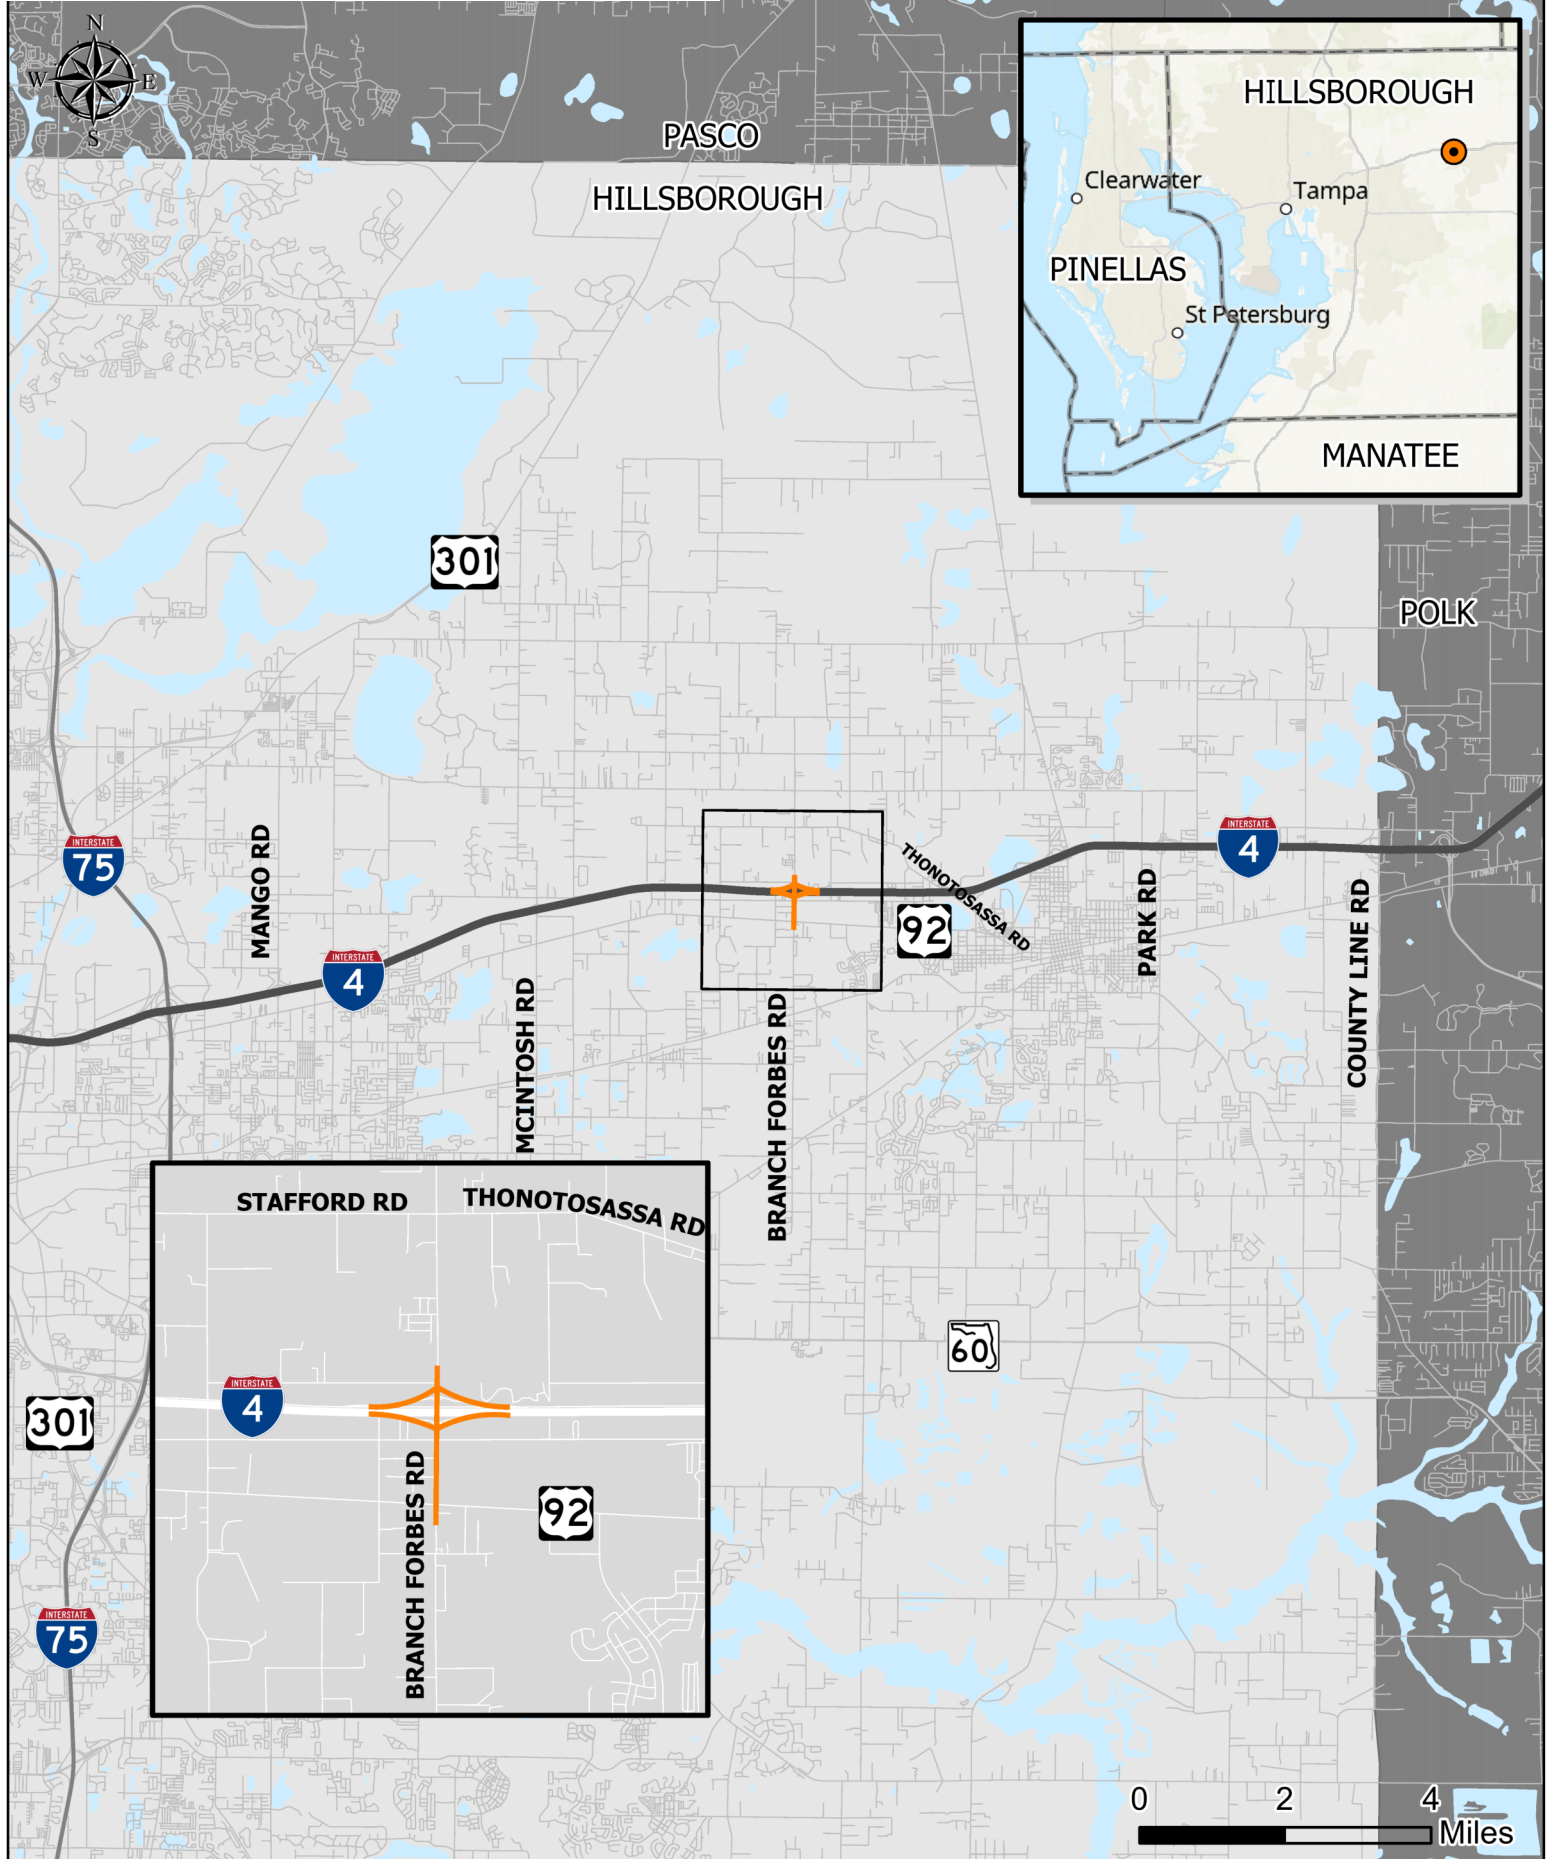 N
W E
S
PASCO
HILLSBOROUGH
HILLSBOROUGH
Clearwater
Tampa
PINELLAS
St Petersburg
MANATEE
301
POLK
INTERSTATE
75
MANGO RD
INTERSTATE
4
MCINTOSH RD
BRANCH FORBES RD
THONOTOSASSA RD
92
PARK RD
INTERSTATE
4
COUNTY LINE RD
STAFFORD RD
THONOTOSASSA RD
INTERSTATE
4
BRANCH FORBES RD
92
60
301
INTERSTATE
75
0 2 4
Miles